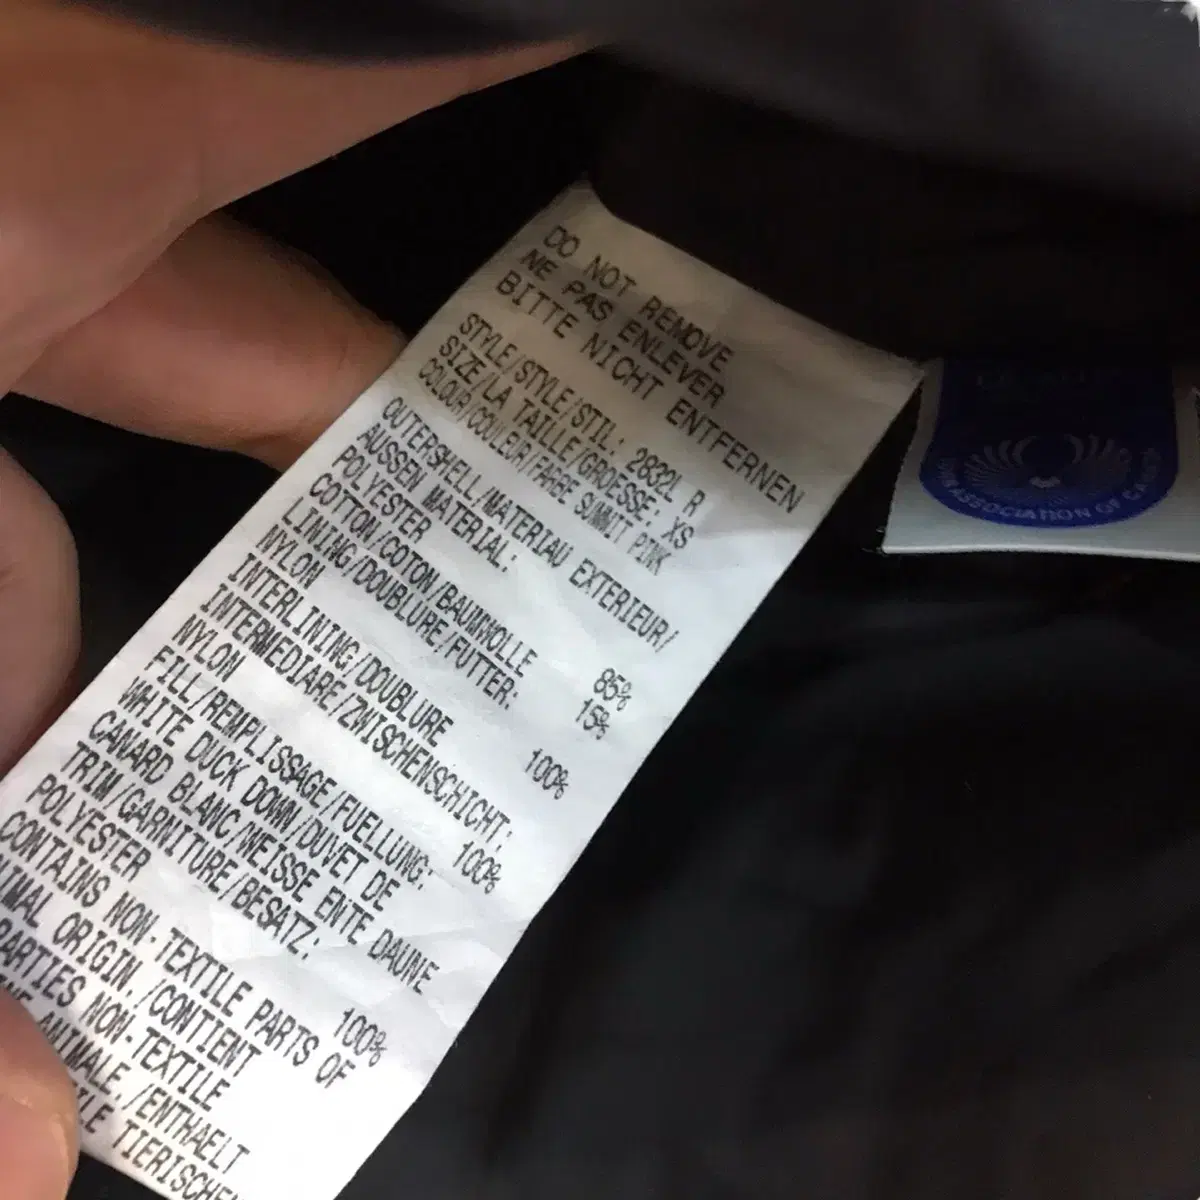 DO NOT REMOVE
NE PAS ENLEVER
BITTE NICHT ENTFERNEN
STYLE/STYLE/STIL: 2832L R
SIZE/LA TAILLE/GROESSE: XS
COLOUR/COULEUR/FARBE SUMMIT PINK
OUTERSHELL/MATERIAU EXTERIEUR/
AUSSEN MATERIAL:
POLYESTER 85%
COTTON/COTON/BAUMWOLLE 15%
LINING/DOUBLURE/FUTTER:
NYLON 100%
INTERLINING/DOUBLURE
INTERMEDIARE/ZWISCHENSCHICHT:
NYLON 100%
FILL/REMPLISSAGE/FUELLUNG:
WHITE DUCK DOWN/DUVET DE
CANARD BLANC/WEISSE ENTE DAUNE
TRIM/GARNITURE/BESATZ:
POLYESTER 100%
CONTAINS NON-TEXTILE PARTS OF
ORIGIN./CONTIENT
PARTIES NON-TEXTILE
ANIMALE./ENTHAELT
ASSOCIATION OF